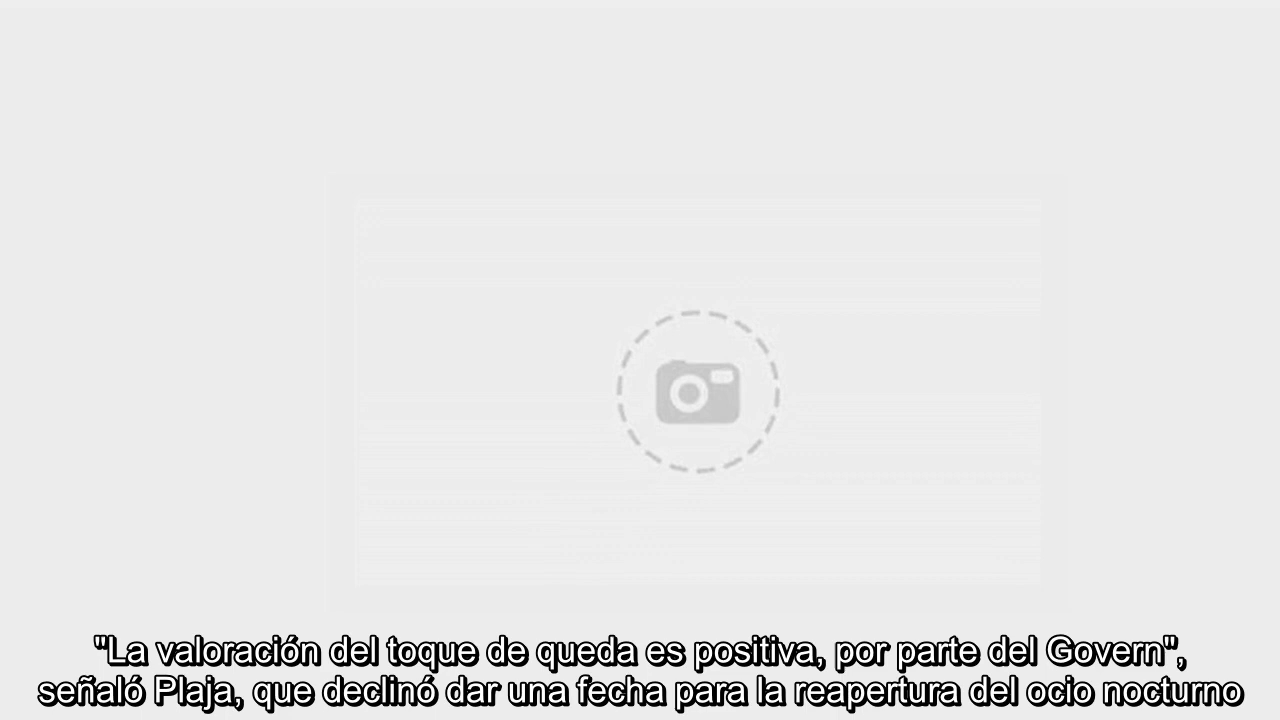 "La valoración del toque de queda es positiva, por parte del Govern",
señaló Plaja, que declinó dar una fecha para la reapertura del ocio nocturno